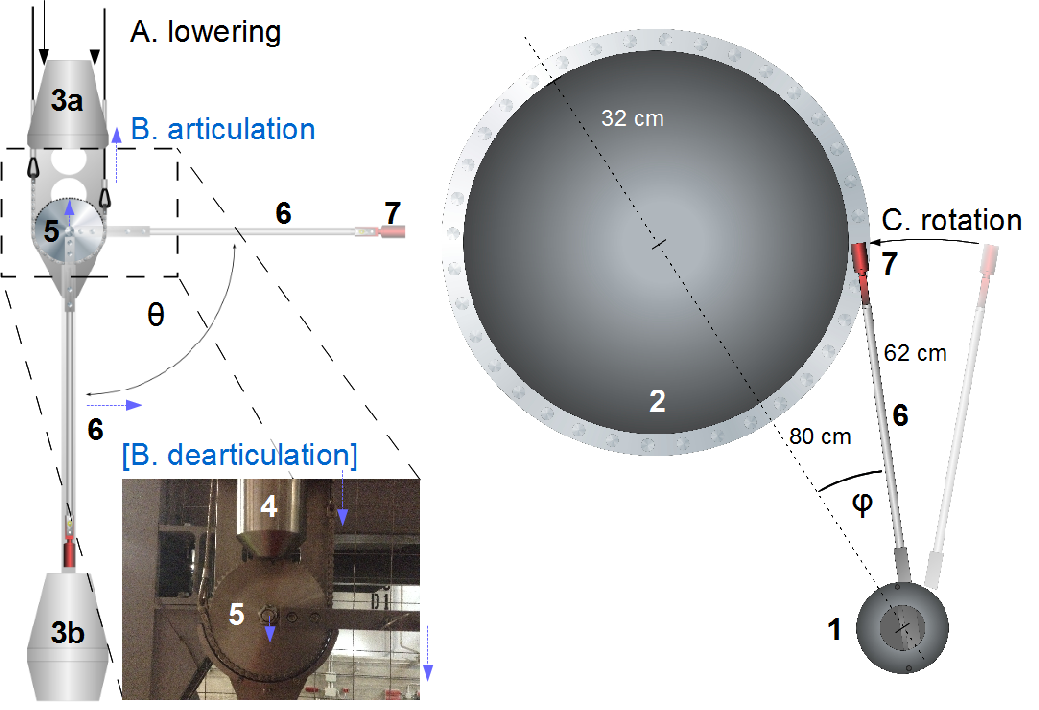 A. lowering
3a
B. articulation
5
6
7
θ
6
[B. dearticulation]
4
5
3b
32 cm
C. rotation
7
62 cm
2
6
80 cm
φ
1